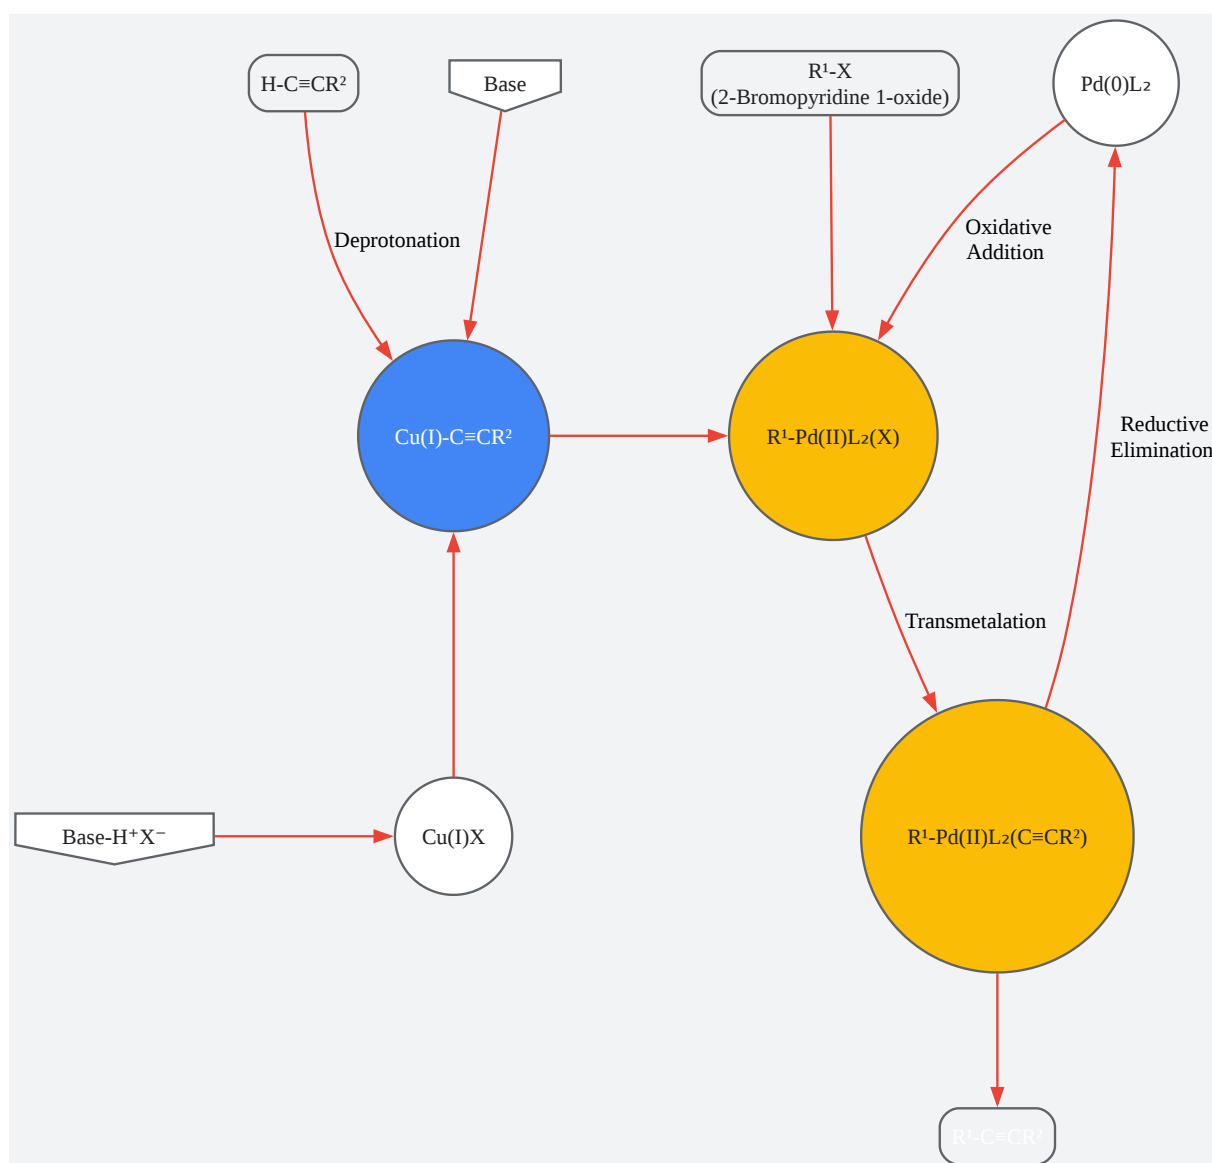 H-C≡CR²
Base
R¹-X
(2-Bromopyridine 1-oxide)
Pd(0)L₂
Deprotonation
Oxidative
Addition
Cu(I)-C≡CR²
R¹-Pd(II)L₂(X)
Reductive
Elimination
Transmetalation
Base-H⁺X⁻
Cu(I)X
R¹-Pd(II)L₂(C≡CR²)
R¹-C≡CR²